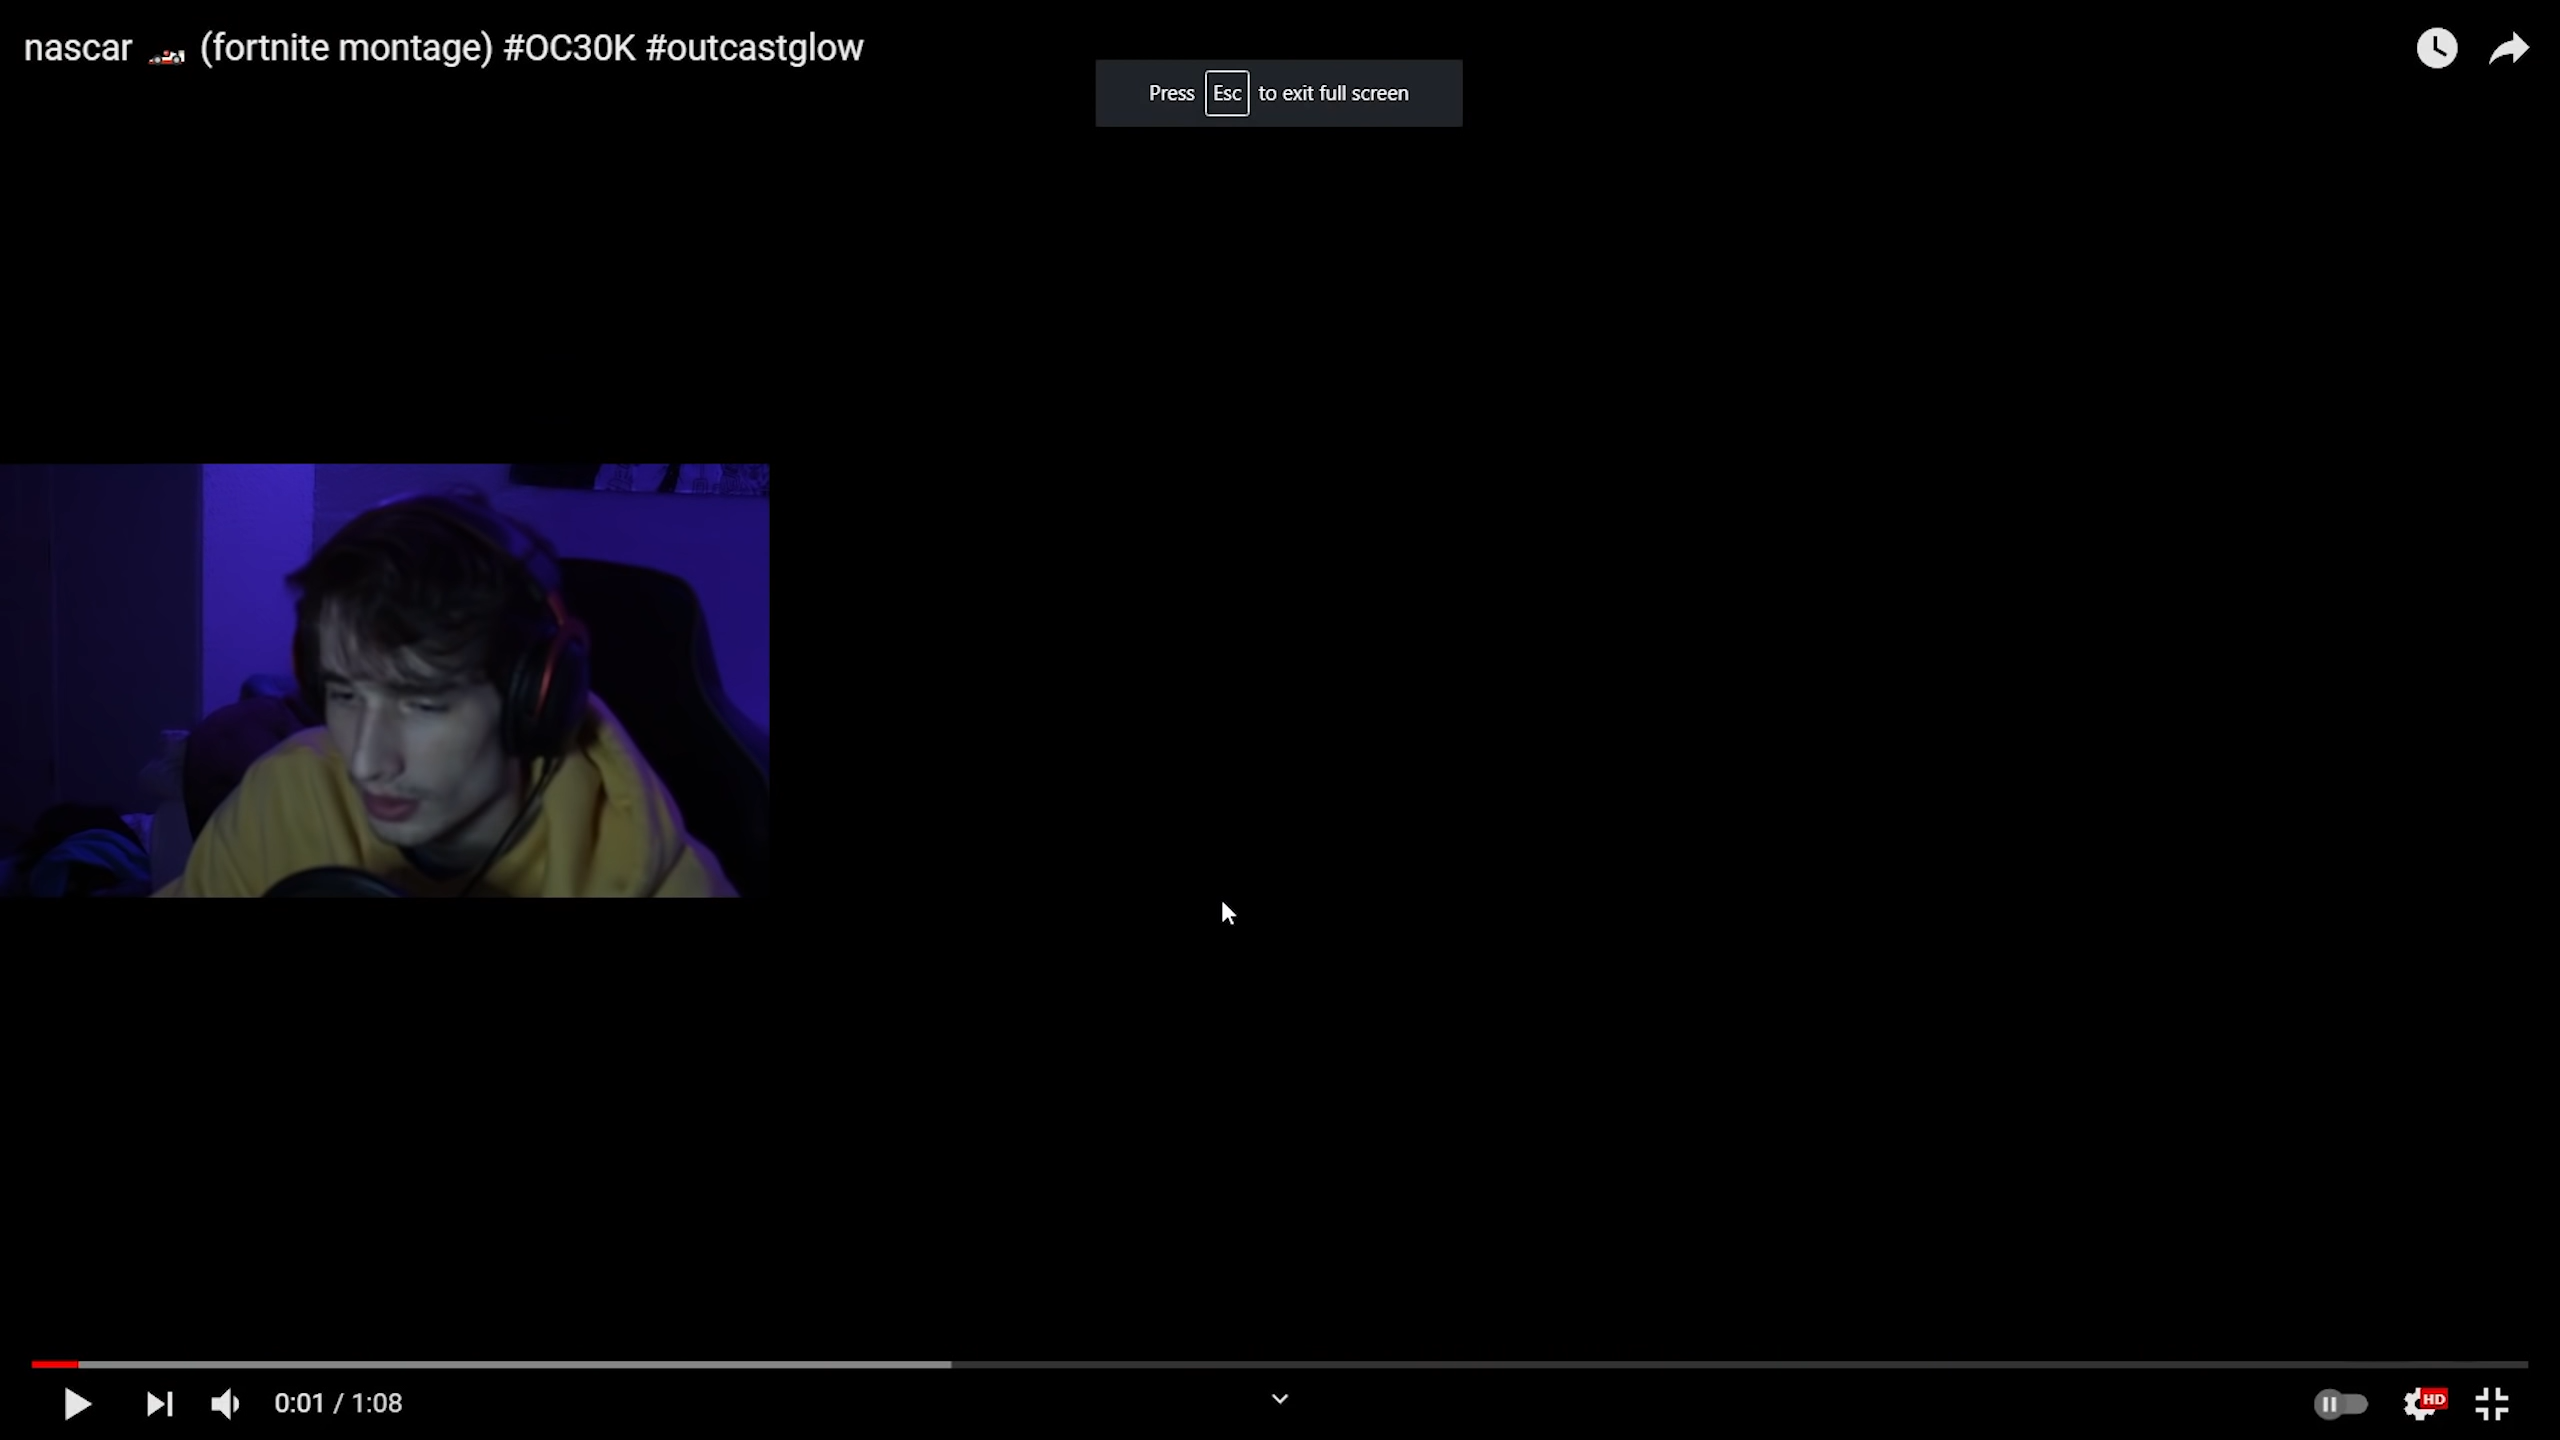 nascar 🏎️ (fortnite montage) #OC30K #outcastglow
Press Esc to exit full screen
0:01 / 1:08
HD